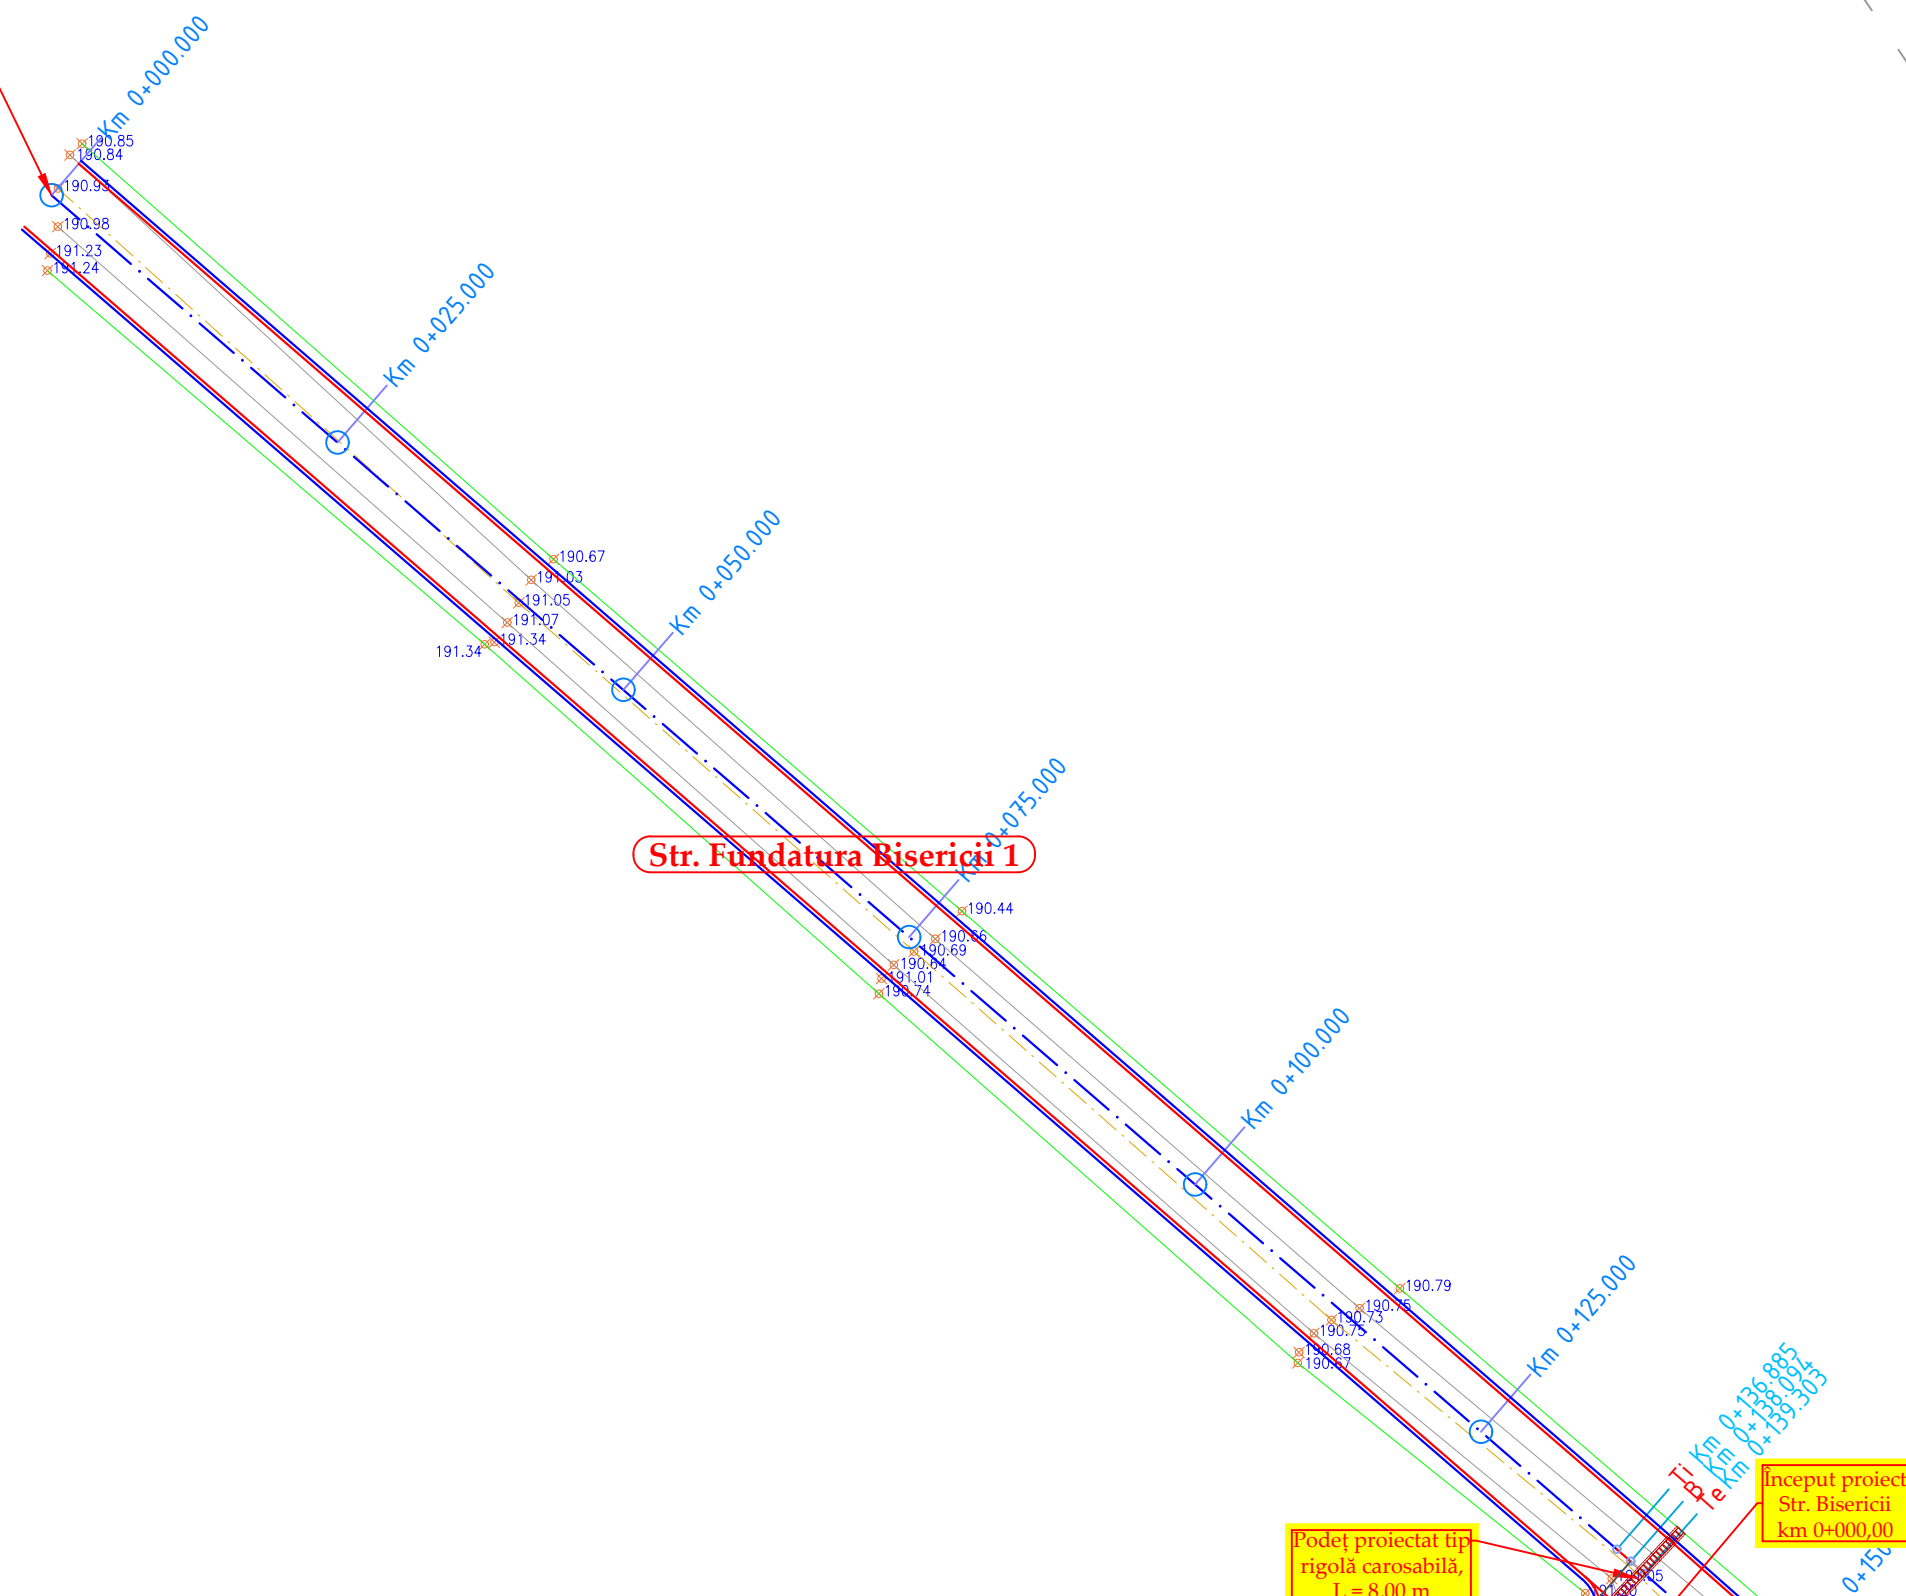 Km 0+000.000
190.85
190.84
190.93
190.98
191.23
191.24
Km 0+025.000
190.67
191.03
191.05
191.07
191.34
191.34
Km 0+050.000
Str. Fundatura Bisericii 1
Km 0+075.000
190.44
190.66
190.69
190.64
191.01
190.74
Km 0+100.000
190.79
190.75
190.73
190.75
190.68
190.67
Km 0+125.000
Ti Km 0+136.885
B Km 0+138.094
Te Km 0+139.303
Început proiect
Str. Bisericii
km 0+000,00
Podeț proiectat tip
rigolă carosabilă,
L = 8.00 m